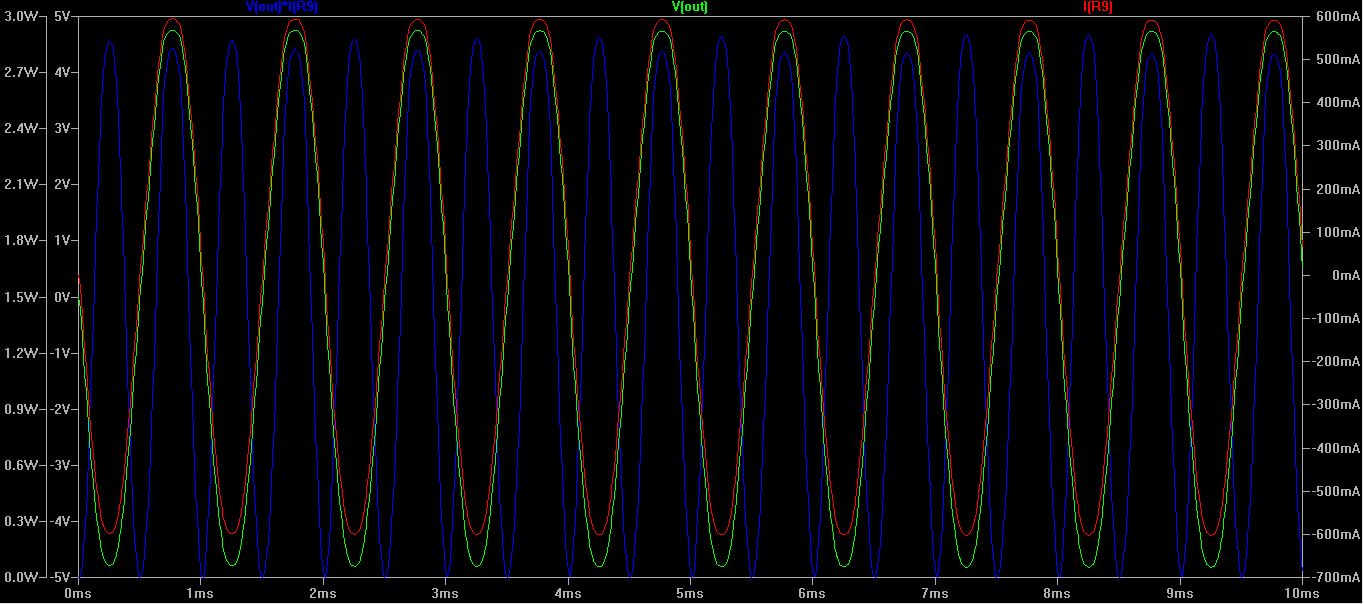 V(out)*I(R9) V(out) I(R9)
3.0W 5V 600mA
500mA
2.7W 4V
400mA
2.4W 3V
300mA
2.1W 2V 200mA
1.8W 1V 100mA
0mA
1.5W 0V
-100mA
1.2W -1V
-200mA
0.9W -2V -300mA
-400mA
0.6W -3V
-500mA
0.3W -4V
-600mA
0.0W -5V -700mA
0ms 1ms 2ms 3ms 4ms 5ms 6ms 7ms 8ms 9ms 10ms